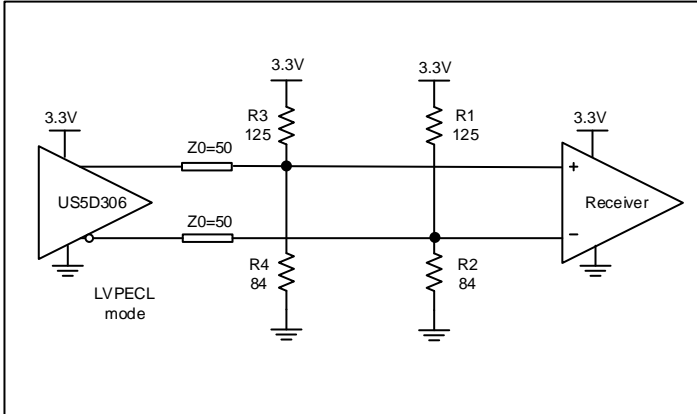 3.3V
3.3V
R3
125
R1
125
3.3V
3.3V
Z0=50
+
US5D306
Receiver
Z0=50
−
R4
84
R2
84
LVPECL
mode